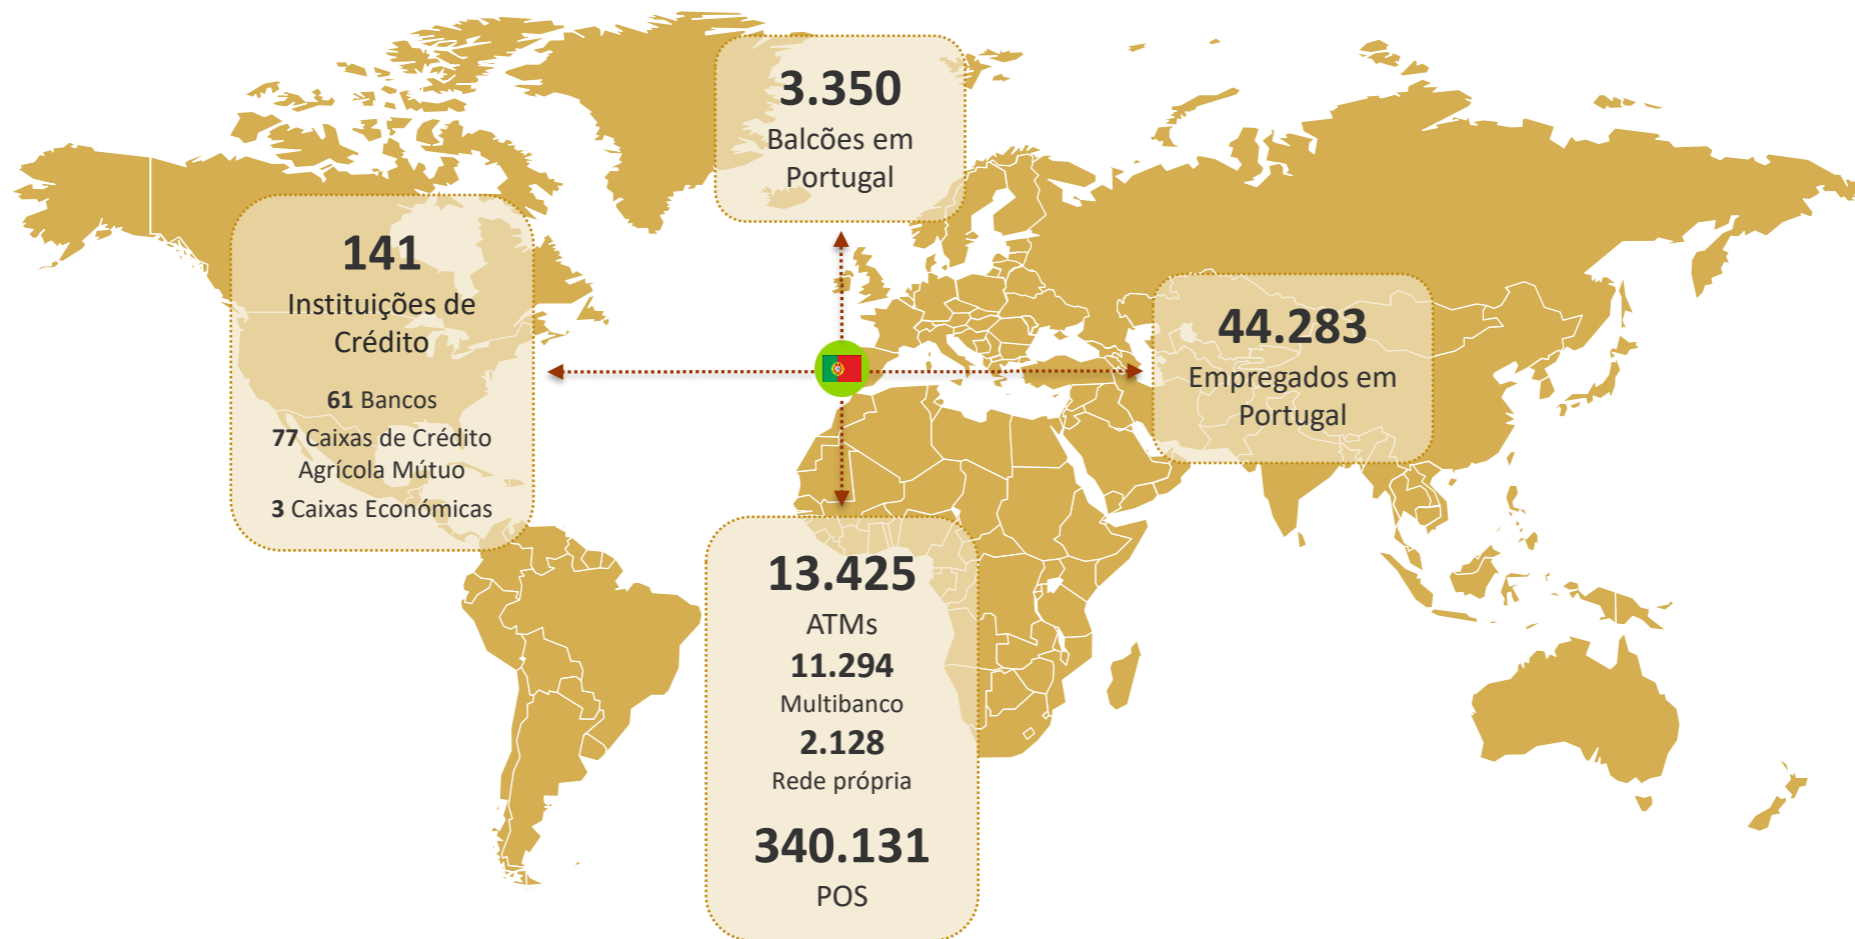 3.350
Balcões em
Portugal
141
Instituições de
Crédito
61 Bancos
77 Caixas de Crédito
Agrícola Mútuo
3 Caixas Económicas
44.283
Empregados em
Portugal
13.425
ATMs
11.294
Multibanco
2.128
Rede própria
340.131
POS